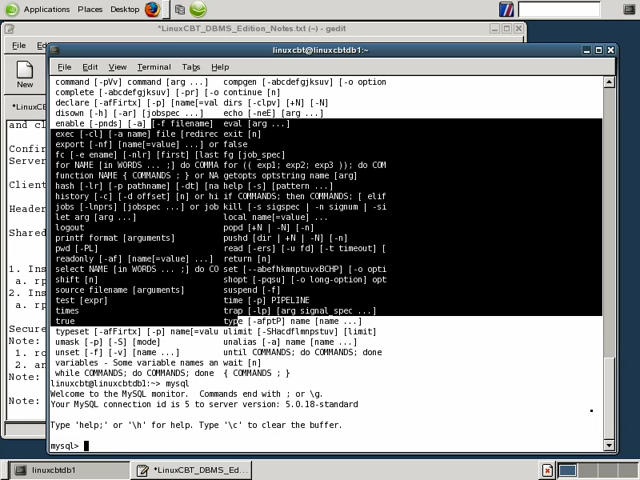 Applications Places Desktop
*LinuxCBT_DBMS_Edition_Notes.txt (~) - gedit
File
New
*LinuxC
and cl
Confir
Server
Client
Header
Shared
1. Ins
a. rp
2. Ins
a. rp
Secure
Note:
1. ro
2. an
Note:
Note:
linuxcbt@linuxcbtdb1:~
File Edit View Terminal Tabs Help
command [-pVv] command [arg ...] compgen [-abcdefgjksuv] [-o option
complete [-abcdefgjksuv] [-pr] [-o continue [n]
declare [-afFirtx] [-p] [name[=val dirs [-clpv] [+N] [-N]
disown [-h] [-ar] [jobspec ...] echo [-neE] [arg ...]
enable [-pnds] [-a] [-f filename] eval [arg ...]
exec [-cl] [-a name] file [redirec exit [n]
export [-nf] [name[=value] ...] or false
fc [-e ename] [-nlr] [first] [last fg [job_spec]
for NAME [in WORDS ... ;] do COMMA for (( exp1; exp2; exp3 )); do COM
function NAME { COMMANDS ; } or NA getopts optstring name [arg]
hash [-lr] [-p pathname] [-dt] [na help [-s] [pattern ...]
history [-c] [-d offset] [n] or hi if COMMANDS; then COMMANDS; [ elif
jobs [-lnprs] [jobspec ...] or job kill [-s sigspec | -n signum | -si
let arg [arg ...] local name[=value] ...
logout popd [+N | -N] [-n]
printf format [arguments] pushd [dir | +N | -N] [-n]
pwd [-PL] read [-ers] [-u fd] [-t timeout] [
readonly [-af] [name[=value] ...] return [n]
select NAME [in WORDS ... ;] do CO set [--abefhkmnptuvxBCHP] [-o opti
shift [n] shopt [-pqsu] [-o long-option] opt
source filename [arguments] suspend [-f]
test [expr] time [-p] PIPELINE
times trap [-lp] [arg signal_spec ...]
true type [-afptP] name [name ...]
typeset [-afFirtx] [-p] name[=valu ulimit [-SHacdflmnpstuv] [limit]
umask [-p] [-S] [mode] unalias [-a] name [name ...]
unset [-f] [-v] [name ...] until COMMANDS; do COMMANDS; done
variables - Some variable names an wait [n]
while COMMANDS; do COMMANDS; done { COMMANDS ; }
linuxcbt@linuxcbtdb1:~> mysql
Welcome to the MySQL monitor. Commands end with ; or \g.
Your MySQL connection id is 5 to server version: 5.0.18-standard
Type 'help;' or '\h' for help. Type '\c' to clear the buffer.
mysql>
linuxcbtdb1
*LinuxCBT_DBMS_Ed...